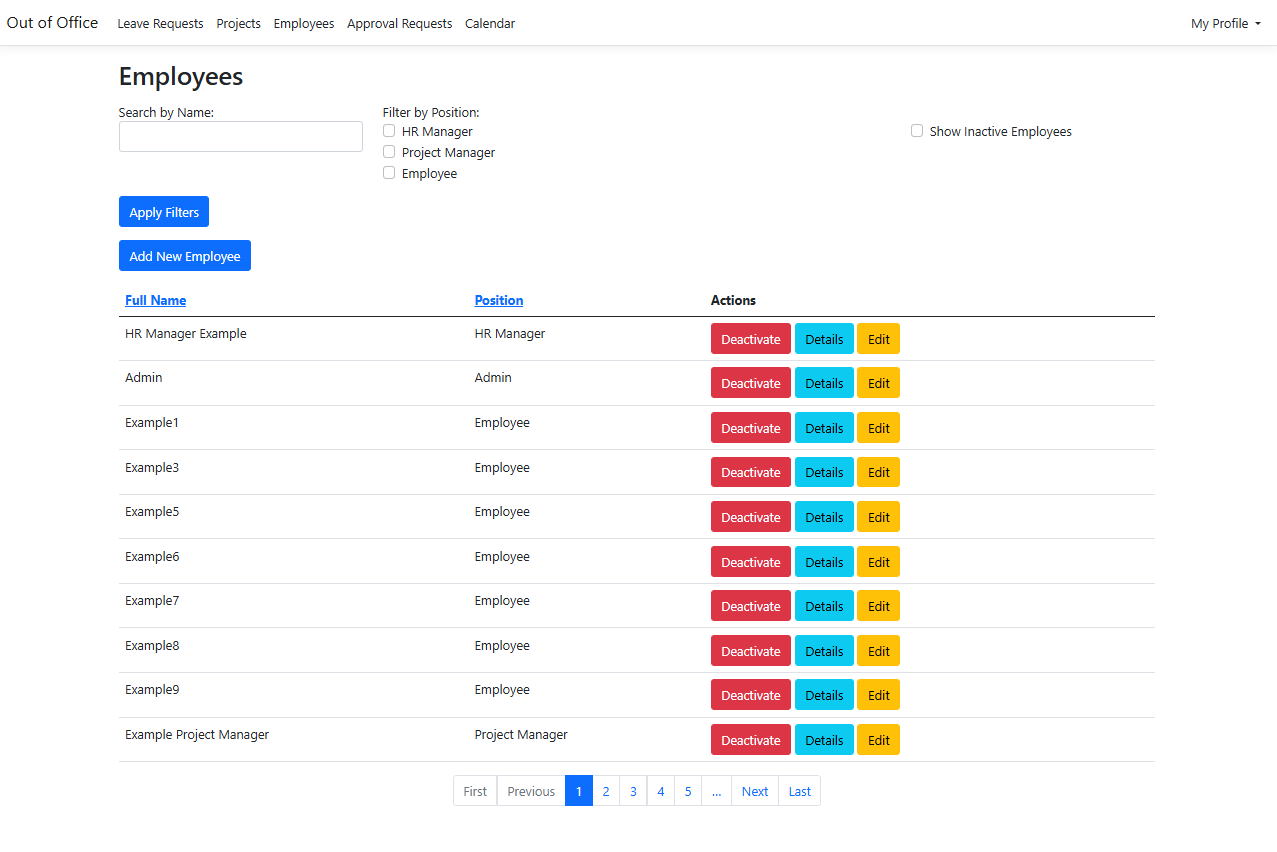 Out of Office Leave Requests Projects Employees Approval Requests Calendar My Profile
Employees
Search by Name: Filter by Position:
HR Manager Show Inactive Employees
Project Manager
Employee
Apply Filters
Add New Employee
Full Name Position Actions
HR Manager Example HR Manager Deactivate Details Edit
Admin Admin Deactivate Details Edit
Example1 Employee Deactivate Details Edit
Example3 Employee Deactivate Details Edit
Example5 Employee Deactivate Details Edit
Example6 Employee Deactivate Details Edit
Example7 Employee Deactivate Details Edit
Example8 Employee Deactivate Details Edit
Example9 Employee Deactivate Details Edit
Example Project Manager Project Manager Deactivate Details Edit
First Previous 1 2 3 4 5 ... Next Last